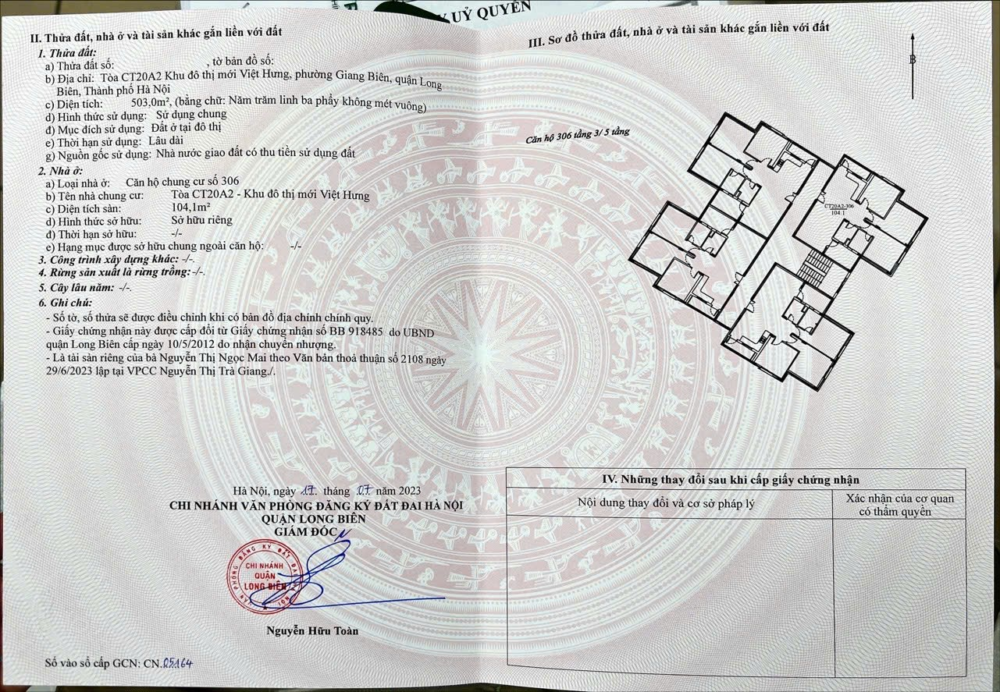 UỶ QUYỀN
II. Thửa đất, nhà ở và tài sản khác gắn liền với đất
1. Thửa đất:
a) Thửa đất số: , tờ bản đồ số:
b) Địa chỉ: Tòa CT20A2 Khu đô thị mới Việt Hưng, phường Giang Biên, quận Long
Biên, Thành phố Hà Nội
c) Diện tích: 503,0m², (bằng chữ: Năm trăm linh ba phẩy không mét vuông)
d) Hình thức sử dụng: Sử dụng chung
đ) Mục đích sử dụng: Đất ở tại đô thị
e) Thời hạn sử dụng: Lâu dài
g) Nguồn gốc sử dụng: Nhà nước giao đất có thu tiền sử dụng đất
2. Nhà ở:
a) Loại nhà ở: Căn hộ chung cư số 306
b) Tên nhà chung cư: Tòa CT20A2 - Khu đô thị mới Việt Hưng
c) Diện tích sàn: 104,1m²
d) Hình thức sở hữu: Sở hữu riêng
đ) Thời hạn sở hữu: -/-
e) Hạng mục được sở hữu chung ngoài căn hộ: -/-
3. Công trình xây dựng khác: -/-.
4. Rừng sản xuất là rừng trồng: -/-.
5. Cây lâu năm: -/-.
6. Ghi chú:
- Số tờ, số thửa sẽ được điều chỉnh khi có bản đồ địa chính chính quy.
- Giấy chứng nhận này được cấp đổi từ Giấy chứng nhận số BB 918485 do UBND
quận Long Biên cấp ngày 10/5/2012 do nhận chuyển nhượng.
- Là tài sản riêng của bà Nguyễn Thị Ngọc Mai theo Văn bản thoả thuận số 2108 ngày
29/6/2023 lập tại VPCC Nguyễn Thị Trà Giang./.
Hà Nội, ngày 17. tháng 07. năm 2023
CHI NHÁNH VĂN PHÒNG ĐĂNG KÝ ĐẤT ĐAI HÀ NỘI
QUẬN LONG BIÊN
GIÁM ĐỐC
VĂN PHÒNG ĐĂNG KÝ ĐẤT ĐAI HÀ NỘI
CHI NHÁNH
QUẬN
LONG BIÊN
Nguyễn Hữu Toàn
Số vào sổ cấp GCN: CN.05164
III. Sơ đồ thửa đất, nhà ở và tài sản khác gắn liền với đất
B
Căn hộ 306 tầng 3/ 5 tầng
CT20A2-306
104.1
IV. Những thay đổi sau khi cấp giấy chứng nhận
Nội dung thay đổi và cơ sở pháp lý
Xác nhận của cơ quan
có thẩm quyền